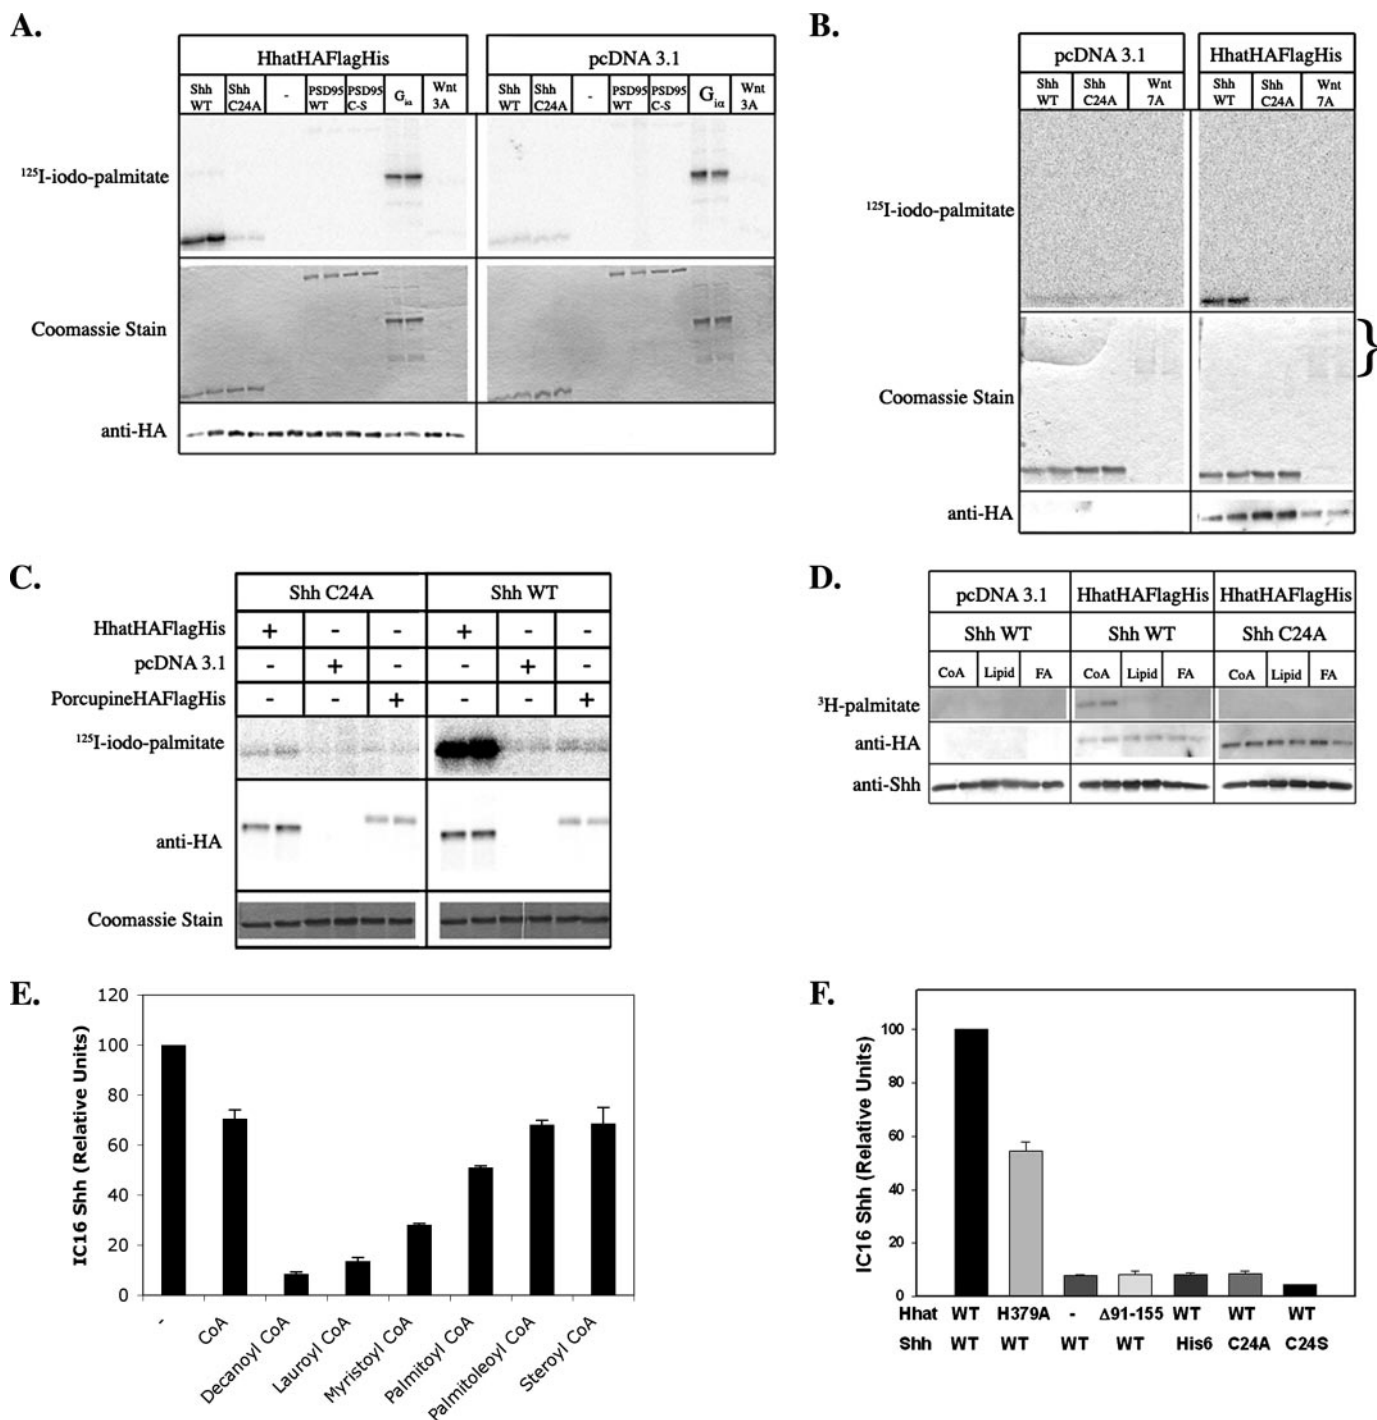 A.
HhatHAFlagHis pcDNA 3.1
Shh WT Shh C24A - PSD95 WT PSD95 C-S Giα Wnt 3A Shh WT Shh C24A - PSD95 WT PSD95 C-S Giα Wnt 3A
125I-iodo-palmitate
Coomassie Stain
anti-HA
B.
pcDNA 3.1 HhatHAFlagHis
Shh WT Shh C24A Wnt 7A Shh WT Shh C24A Wnt 7A
125I-iodo-palmitate
Coomassie Stain
}
anti-HA
C.
Shh C24A Shh WT
HhatHAFlagHis + - - + - -
pcDNA 3.1 - + - - + -
PorcupineHAFlagHis - - + - - +
125I-iodo-palmitate
anti-HA
Coomassie Stain
D.
pcDNA 3.1 HhatHAFlagHis HhatHAFlagHis
Shh WT Shh WT Shh C24A
CoA Lipid FA CoA Lipid FA CoA Lipid FA
3H-palmitate
anti-HA
anti-Shh
E.
IC16 Shh (Relative Units)
120
100
80
60
40
20
0
- CoA Decanoyl CoA Lauroyl CoA Myristoyl CoA Palmitoyl CoA Palmitoleoyl CoA Steroyl CoA
F.
IC16 Shh (Relative Units)
100
80
60
40
20
0
Hhat WT H379A - Δ91-155 WT WT WT
Shh WT WT WT WT His6 C24A C24S